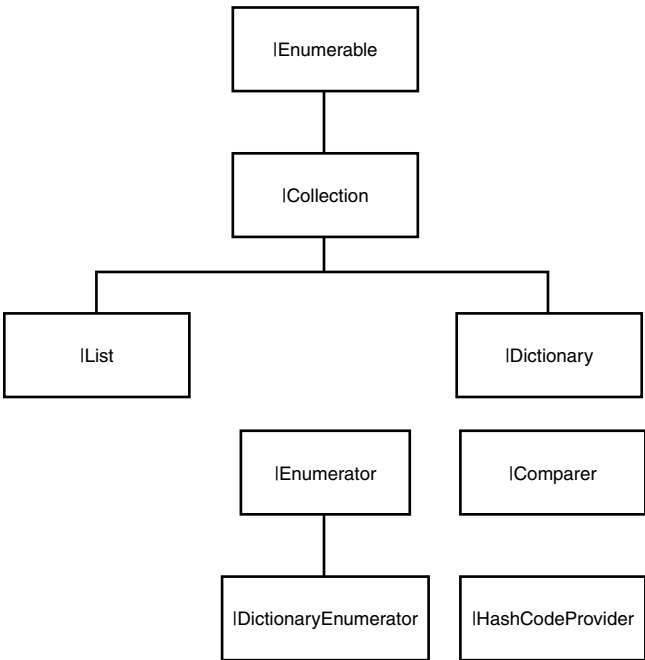 IEnumerable
ICollection
IList
IDictionary
IEnumerator
IComparer
IDictionaryEnumerator
IHashCodeProvider